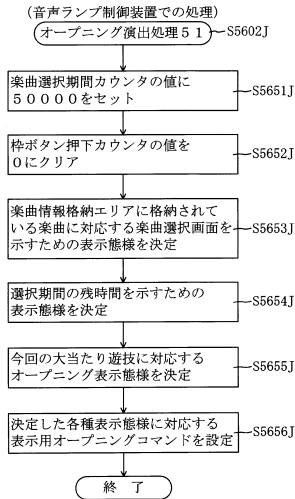 (音声ランプ制御装置での処理)
オープニング演出処理51
S5602J
楽曲選択期間カウンタの値に
50000をセット
S5651J
枠ボタン押下カウンタの値を
0にクリア
S5652J
楽曲情報格納エリアに格納されて
いる楽曲に対応する楽曲選択画面を
示すための表示態様を決定
S5653J
選択期間の残時間を示すための
表示態様を決定
S5654J
今回の大当たり遊技に対応する
オープニング表示態様を決定
S5655J
決定した各種表示態様に対応する
表示用オープニングコマンドを設定
S5656J
終了